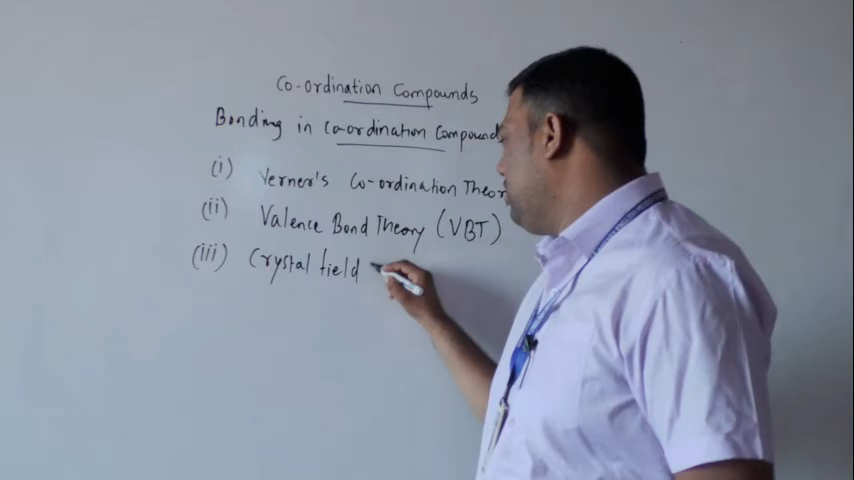 Co-ordination Compounds
Bonding in Co-ordination Compounds
(i) Verner's Co-ordination Theor
(ii) Valence Bond Theory (VBT)
(iii) Crystal field